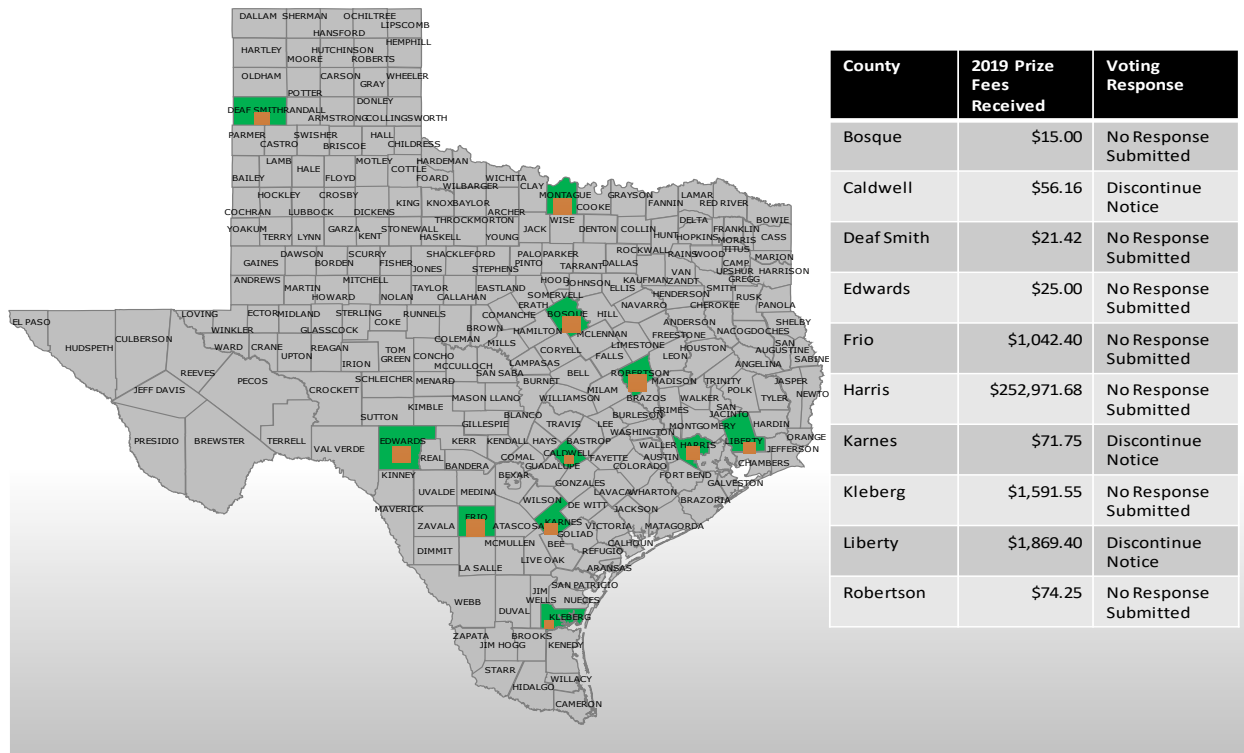 DALLAM SHERMAN OCHILTREE
LIPSCOMB
HANSFORD
HARTLEY HUTCHINSON HEMPHILL
MOORE ROBERTS
OLDHAM CARSON WHEELER
GRAY
POTTER
DONLEY
DEAF SMITH RANDALL
ARMSTRONG COLLINGSWORTH
PARMER SWISHER HALL CHILDRESS
CASTRO BRISCOE
LAMB MOTLEY HARDEMAN
BAILEY HALE FLOYD COTTLE FOARD WICHITA
WILBARGER CLAY
HOCKLEY CROSBY KING KNOX BAYLOR MONTAGUE GRAYSON LAMAR RED RIVER
COCHRAN LUBBOCK DICKENS ARCHER COOKE FANNIN
THROCKMORTON WISE DELTA BOWIE
YOAKUM GARZA STONEWALL JACK DENTON COLLIN FRANKLIN CASS
TERRY LYNN KENT HASKELL YOUNG HUNT HOPKINS MORRIS
TITUS
DAWSON SCURRY SHACKELFORD PALO PARKER ROCKWALL RAINS WOOD CAMP MARION
GAINES BORDEN FISHER JONES STEPHENS PINTO TARRANT DALLAS VAN UPSHUR HARRISON
ANDREWS MITCHELL TAYLOR EASTLAND HOOD JOHNSON KAUFMAN ZANDT GREGG
MARTIN HOWARD NOLAN CALLAHAN SOMERVELL ELLIS HENDERSON SMITH RUSK PANOLA
LOVING ECTOR MIDLAND STERLING RUNNELS COMANCHE ERATH BOSQUE HILL NAVARRO CHEROKEE
EL PASO CULBERSON WINKLER GLASSCOCK COKE BROWN HAMILTON MCLENNAN ANDERSON NACOGDOCHES SHELBY
HUDSPETH WARD CRANE REAGAN COLEMAN MILLS LIMESTONE FREESTONE SAN
UPTON IRION TOM GREEN CONCHO CORYELL FALLS LEON HOUSTON AUGUSTINE
REEVES MCCULLOCH SAN SABA LAMPASAS BELL ROBERTSON ANGELINA SABINE
JEFF DAVIS PECOS CROCKETT SCHLEICHER MENARD BURNET MILAM MADISON TRINITY POLK JASPER
KIMBLE MASON LLANO WILLIAMSON BRAZOS WALKER TYLER NEWTO
SUTTON BLANCO BURLESON GRIMES SAN JACINTO
PRESIDIO BREWSTER TERRELL GILLESPIE TRAVIS LEE MONTGOMERY HARDIN
VAL VERDE EDWARDS KERR KENDALL HAYS BASTROP WASHINGTON WALLER HARRIS LIBERTY ORANGE
REAL BANDERA COMAL CALDWELL FAYETTE AUSTIN JEFFERSON
KINNEY BEXAR GUADALUPE COLORADO FORT BEND CHAMBERS
UVALDE MEDINA GONZALES GALVESTON
MAVERICK WILSON DE WITT LAVACA WHARTON BRAZORIA
ZAVALA FRIO ATASCOSA KARNES VICTORIA JACKSON MATAGORDA
DIMMIT MCMULLEN BEE GOLIAD CALHOUN
LA SALLE LIVE OAK REFUGIO
ARANSAS
JIM SAN PATRICIO
WEBB DUVAL WELLS NUECES
KLEBERG
ZAPATA BROOKS
JIM HOGG KENEDY
STARR
WILLACY
HIDALGO
CAMERON
County 2019 Prize Fees Received Voting Response
Bosque $15.00 No Response Submitted
Caldwell $56.16 Discontinue Notice
Deaf Smith $21.42 No Response Submitted
Edwards $25.00 No Response Submitted
Frio $1,042.40 No Response Submitted
Harris $252,971.68 No Response Submitted
Karnes $71.75 Discontinue Notice
Kleberg $1,591.55 No Response Submitted
Liberty $1,869.40 Discontinue Notice
Robertson $74.25 No Response Submitted